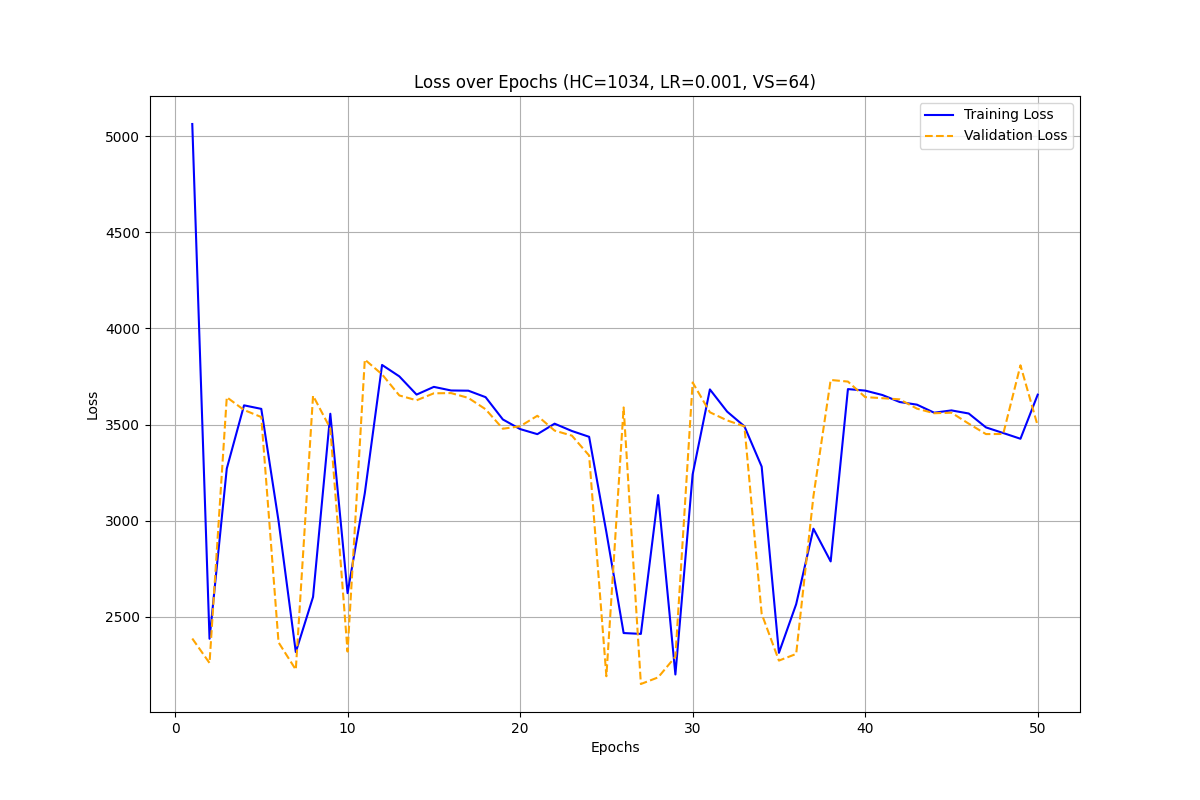 Loss over Epochs (HC=1034, LR=0.001, VS=64)
Training Loss
Validation Loss
5000
4500
4000
3500
3000
2500
Loss
0 10 20 30 40 50
Epochs